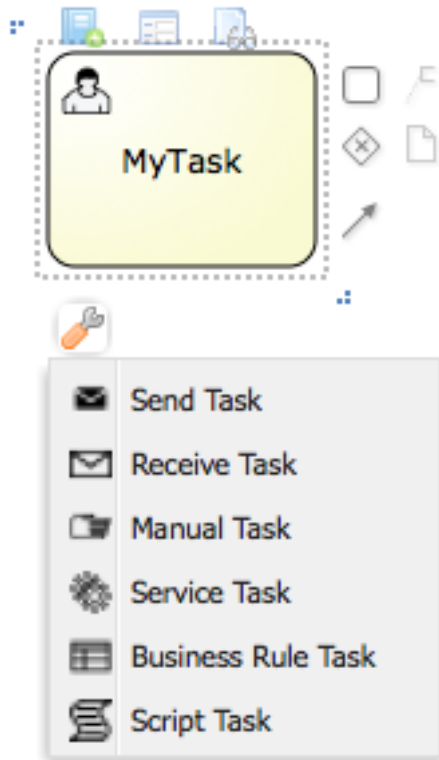 MyTask
Send Task
Receive Task
Manual Task
Service Task
Business Rule Task
Script Task